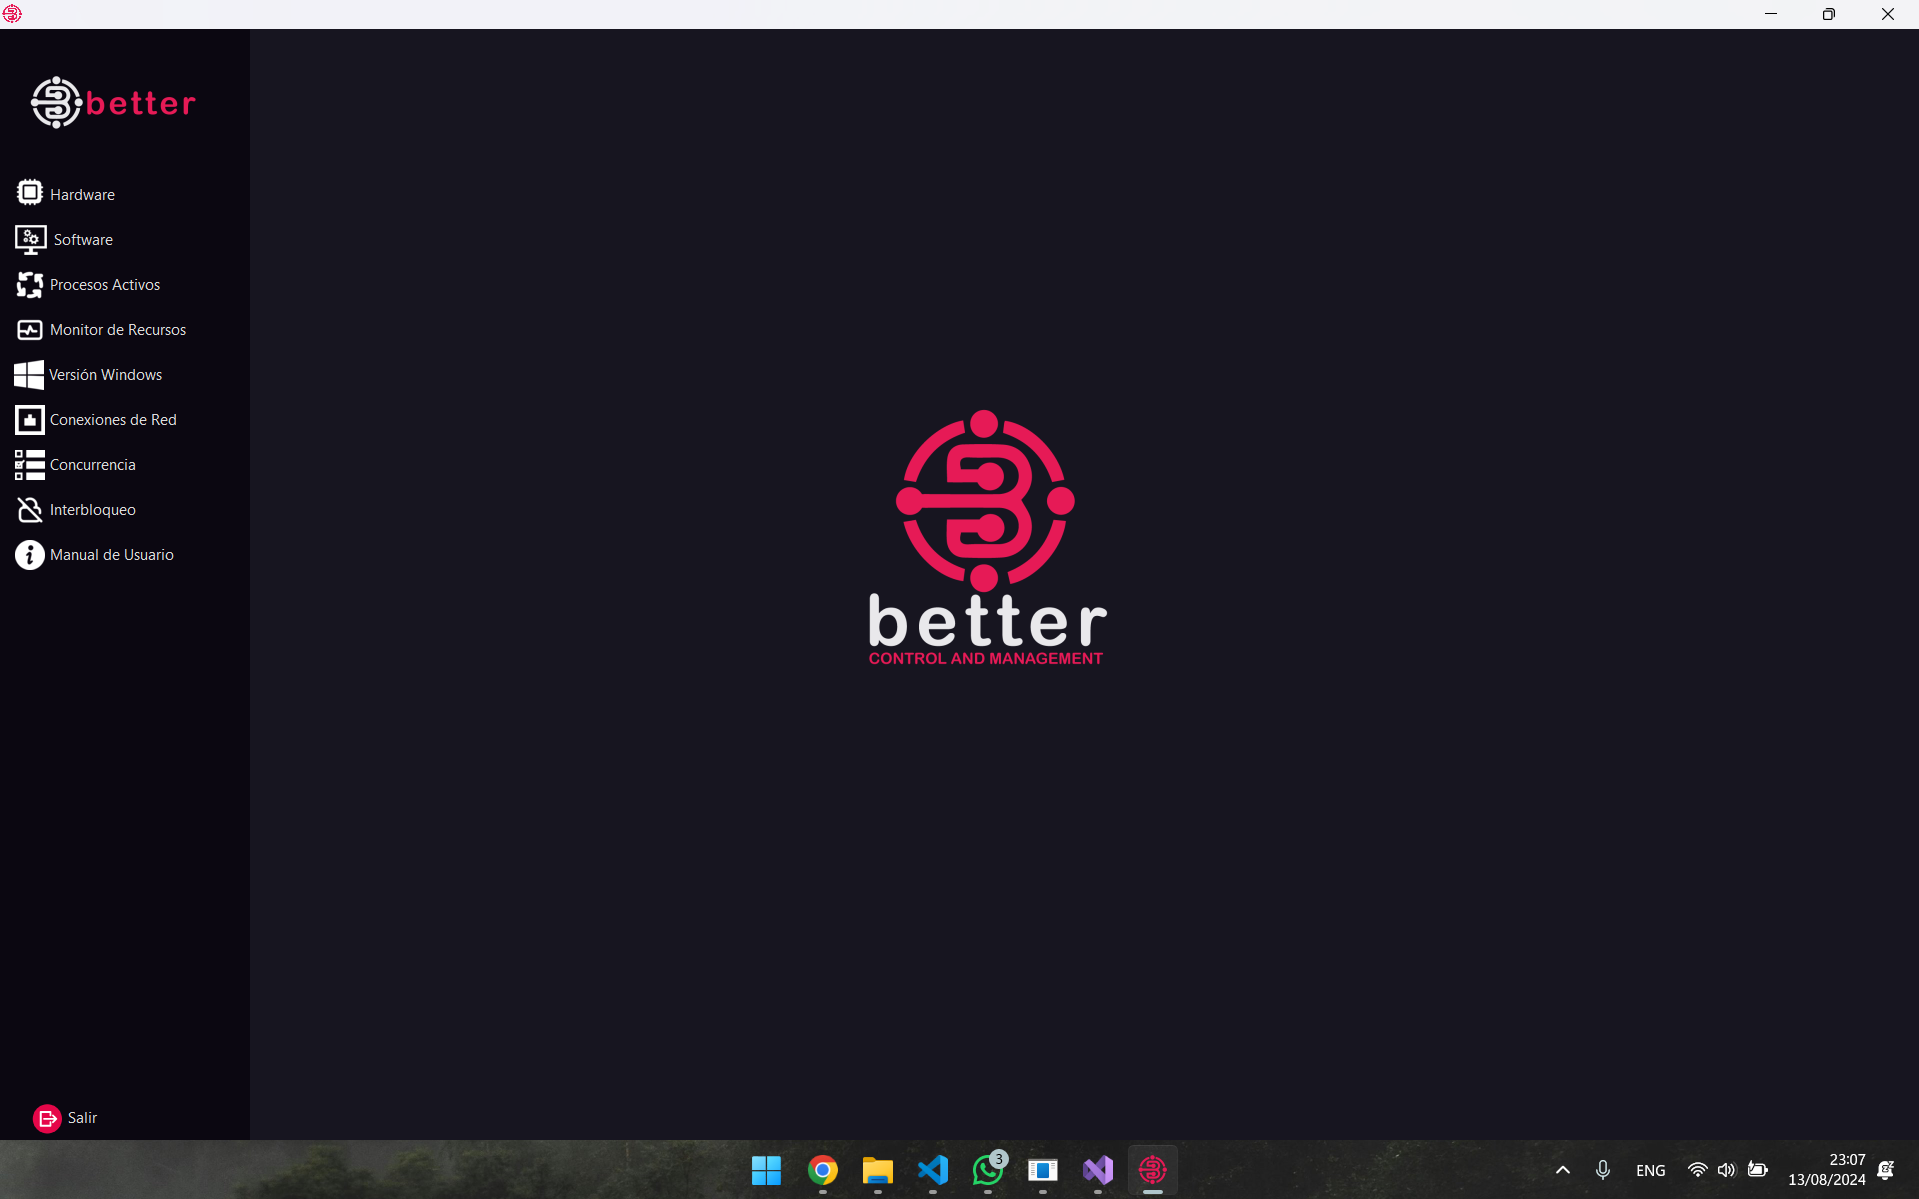 better
Hardware
Software
Procesos Activos
Monitor de Recursos
Versión Windows
Conexiones de Red
Concurrencia
Interbloqueo
Manual de Usuario
better
CONTROL AND MANAGEMENT
Salir
3
ENG
23:07
13/08/2024